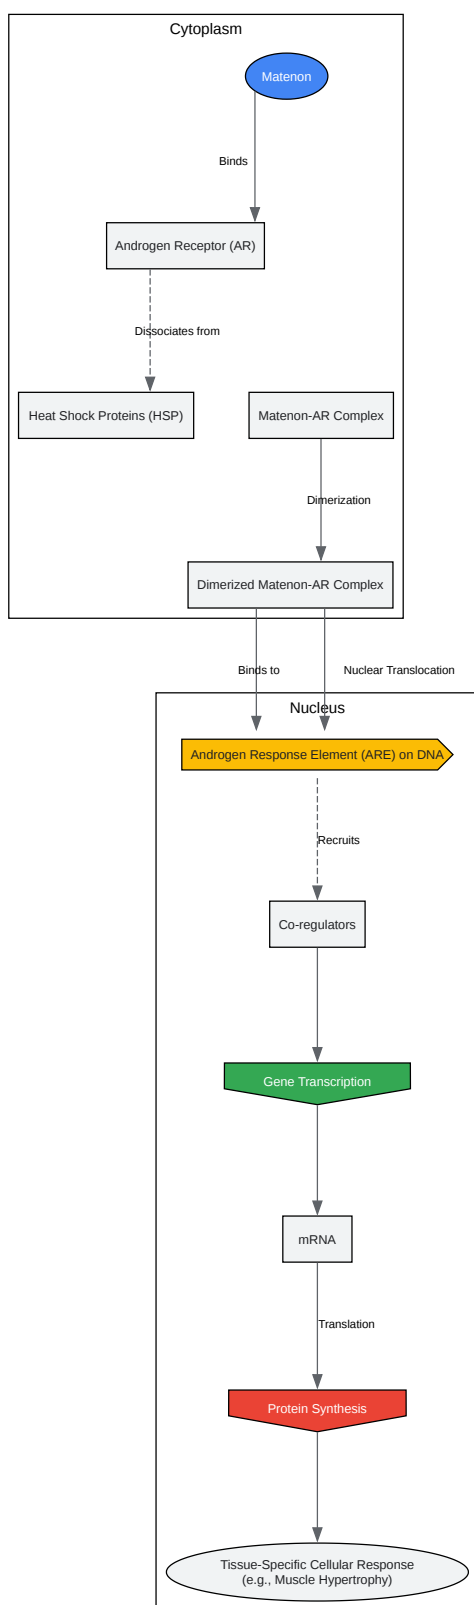 Cytoplasm
Matenon
Binds
Androgen Receptor (AR)
Dissociates from
Heat Shock Proteins (HSP)
Matenon-AR Complex
Dimerization
Dimerized Matenon-AR Complex
Binds to
Nuclear Translocation
Nucleus
Androgen Response Element (ARE) on DNA
Recruits
Co-regulators
Gene Transcription
mRNA
Translation
Protein Synthesis
Tissue-Specific Cellular Response
(e.g., Muscle Hypertrophy)